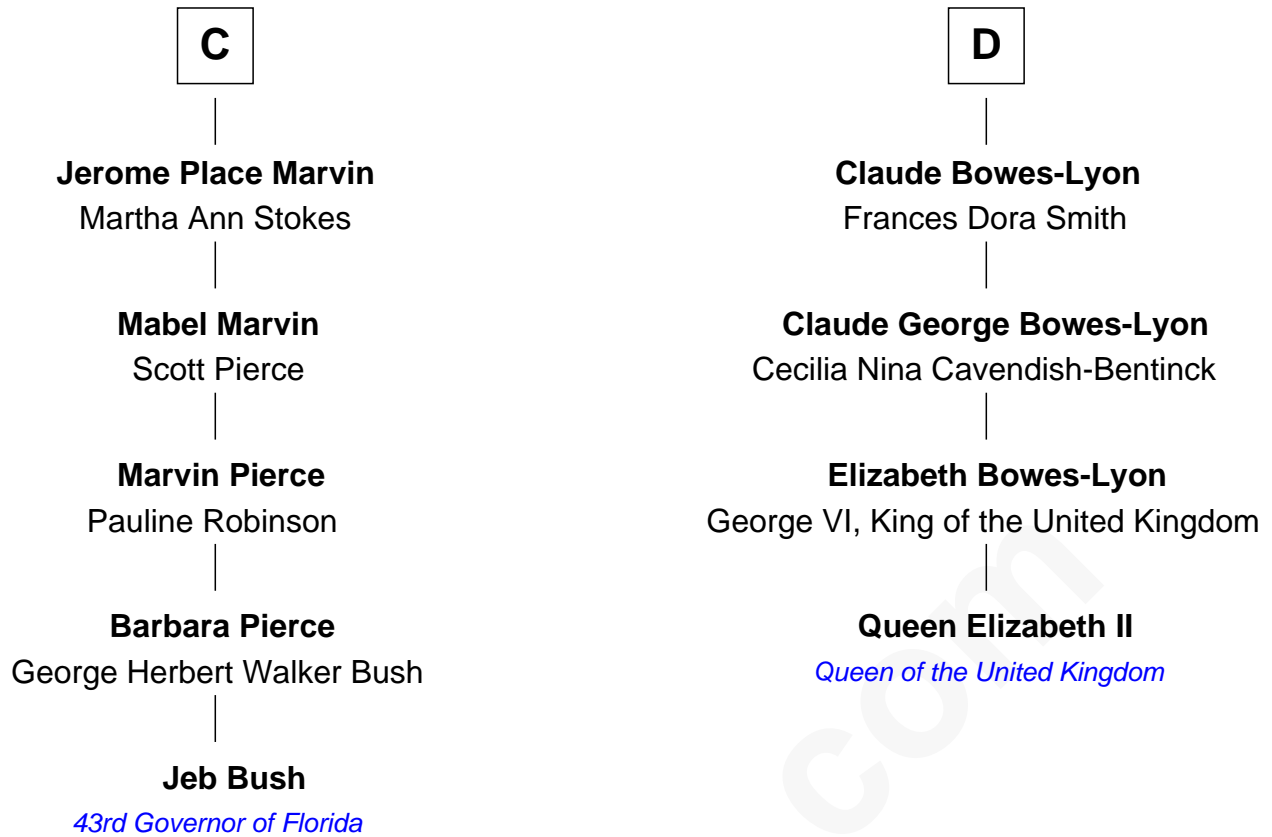 C
Jerome Place Marvin
Martha Ann Stokes
Mabel Marvin
Scott Pierce
Marvin Pierce
Pauline Robinson
Barbara Pierce
George Herbert Walker Bush
Jeb Bush
43rd Governor of Florida
D
Claude Bowes-Lyon
Frances Dora Smith
Claude George Bowes-Lyon
Cecilia Nina Cavendish-Bentinck
Elizabeth Bowes-Lyon
George VI, King of the United Kingdom
Queen Elizabeth II
Queen of the United Kingdom
com